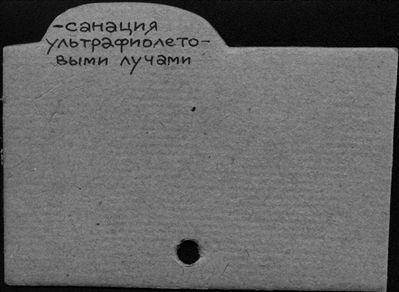 -санация
ультрафиолето-
выми лучами